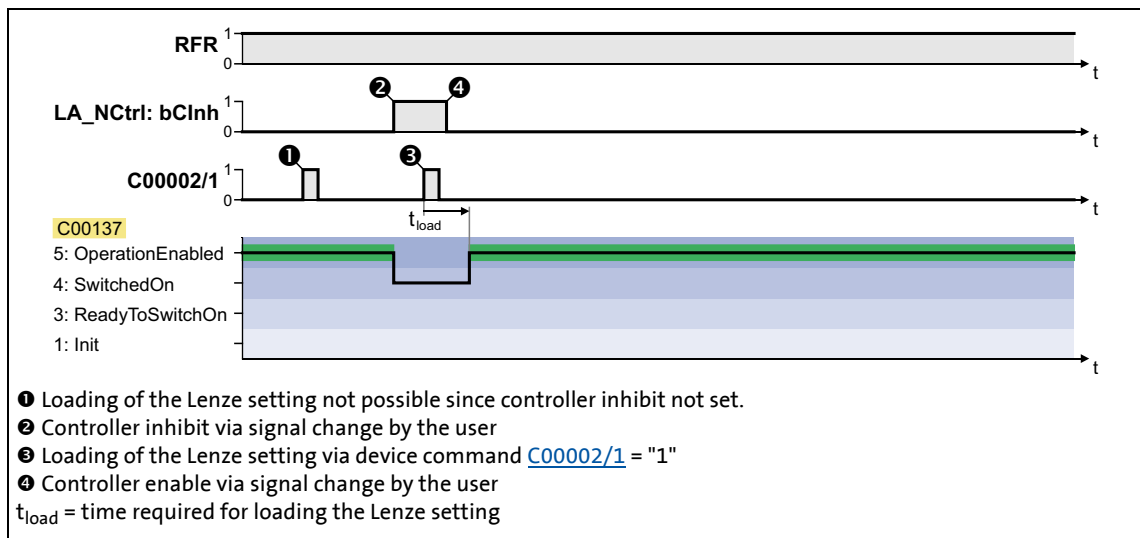 RFR
1
0
t
❷
❹
LA_NCtrl: bCInh
1
0
t
❶
❸
C00002/1
1
0
t
tload
C00137
5: OperationEnabled
4: SwitchedOn
3: ReadyToSwitchOn
1: Init
t
❶ Loading of the Lenze setting not possible since controller inhibit not set.
❷ Controller inhibit via signal change by the user
❸ Loading of the Lenze setting via device command C00002/1 = "1"
❹ Controller enable via signal change by the user
tload = time required for loading the Lenze setting